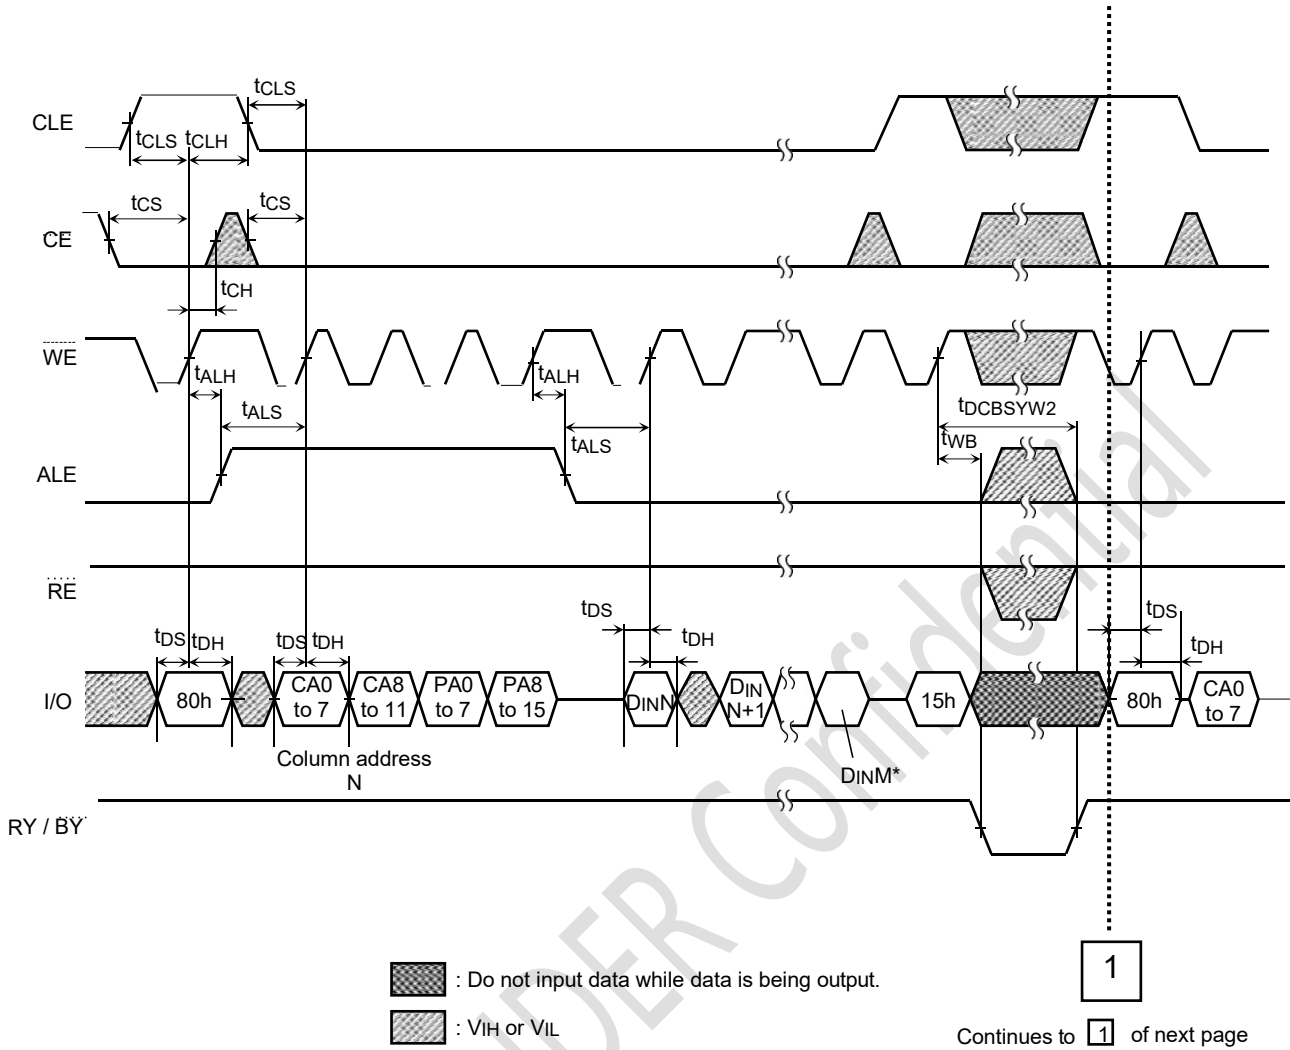 tCLS
CLE
tCLS tCLH
tCS tCS
CE
tCH
WE
tALH tALH
tALS tALS
tDCBSYW2
tWB
ALE
RE
tDS tDH tDS tDH
tDS
tDH
tDS
tDH
I/O
80h
CA0 to 7
CA8 to 11
PA0 to 7
PA8 to 15
DINN
DIN N+1
15h
80h
CA0 to 7
Column address
N
DINM*
RY / BY
: Do not input data while data is being output.
: VIH or VIL
1
Continues to 1 of next page
Confidential